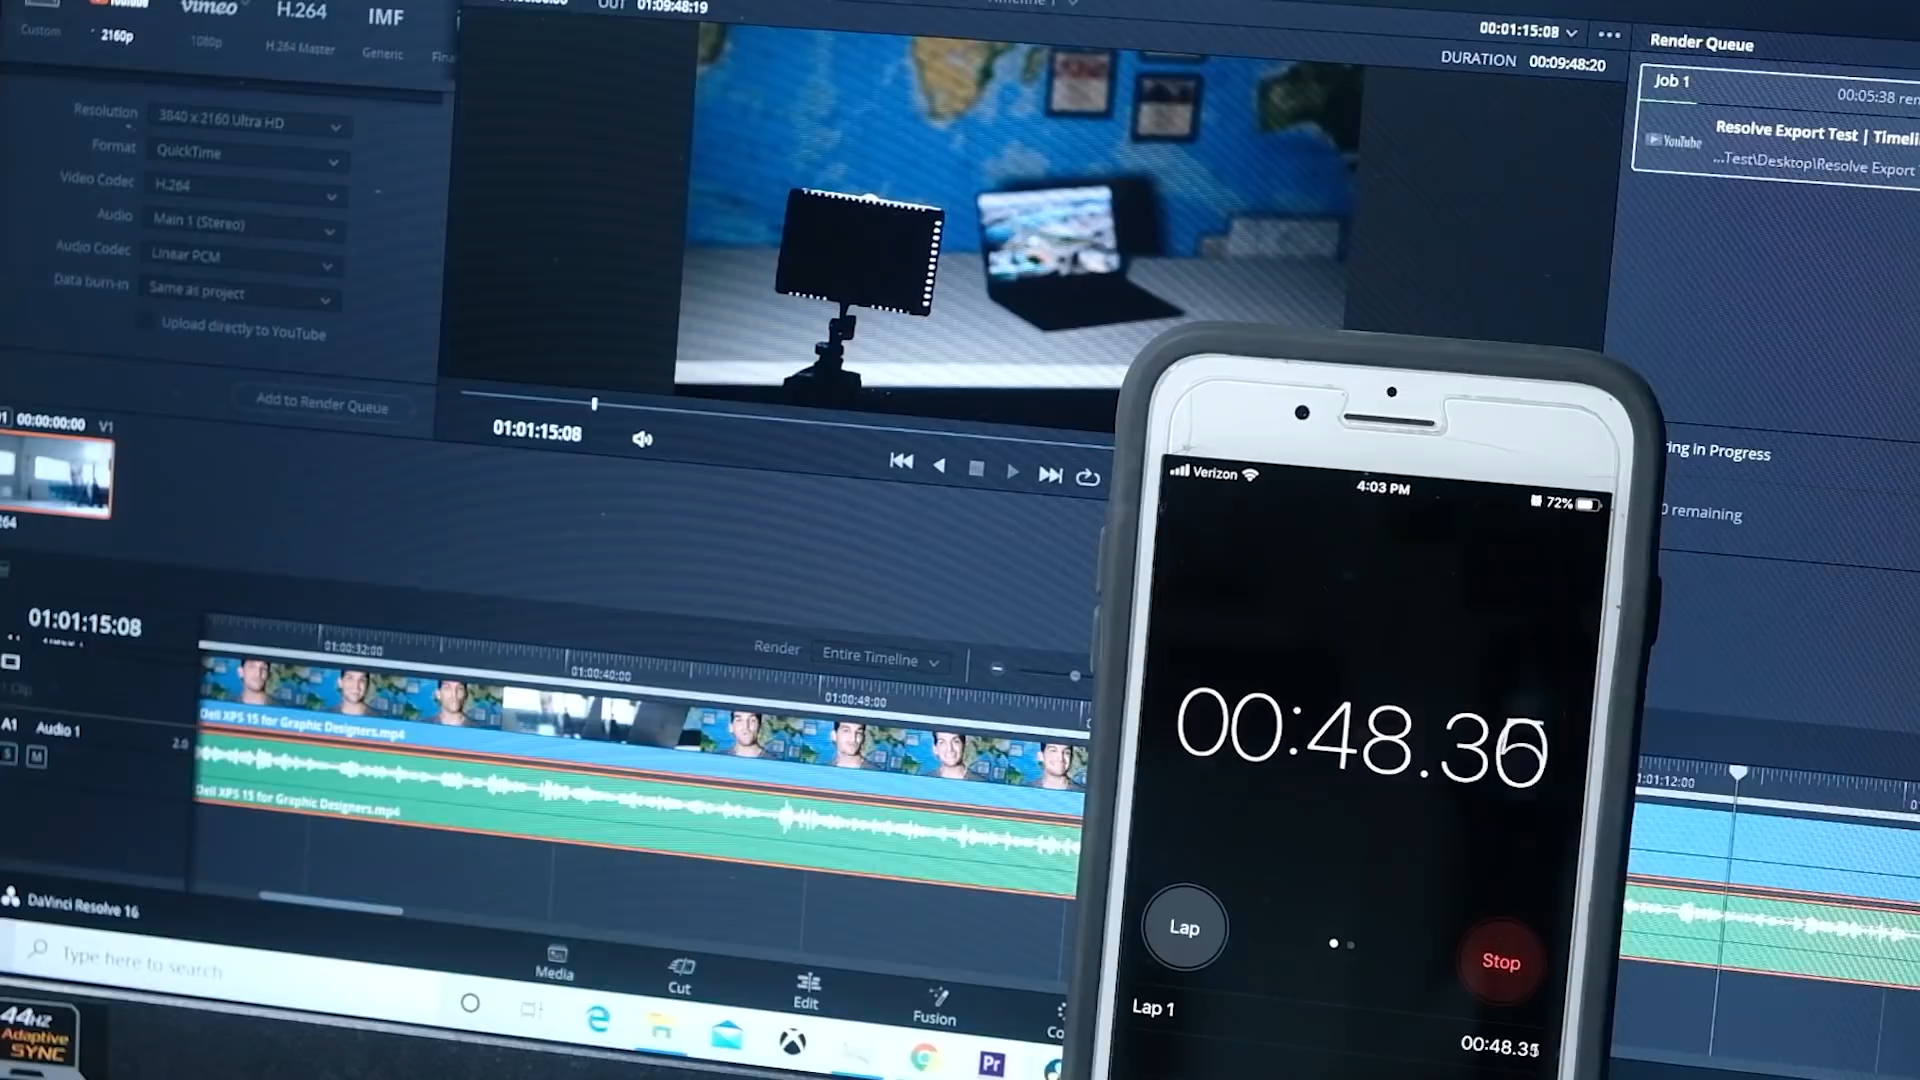 YouTube
vimeo
H.264
IMF
Custom
2160p
1080p
H.264 Master
Generic
Fina
OUT 01:09:48:19
00:01:15:08
DURATION 00:09:48:20
Render Queue
Job 1
00:05:38 rem
YouTube
Resolve Export Test | Timeli
...Test\Desktop\Resolve Export
Resolution
3840 x 2160 Ultra HD
Format
QuickTime
Video Codec
H.264
Audio
Main 1 (Stereo)
Audio Codec
Linear PCM
Data burn-in
Same as project
Upload directly to YouTube
Add to Render Queue
00:00:00:00 V1
01:01:15:08
ring in Progress
remaining
Verizon
4:03 PM
72%
00:48.36
Lap
Stop
Lap 1
00:48.35
01:01:15:08
Render
Entire Timeline
01:00:32:00
01:00:40:00
01:00:48:00
1:01:12:00
Dell XPS 15 for Graphic Designers.mp4
A1 Audio 1
2.0
S M
Dell XPS 15 for Graphic Designers.mp4
DaVinci Resolve 16
Media
Cut
Edit
Fusion
Co
Type here to search
Pr
44Hz
Adaptive
SYNC